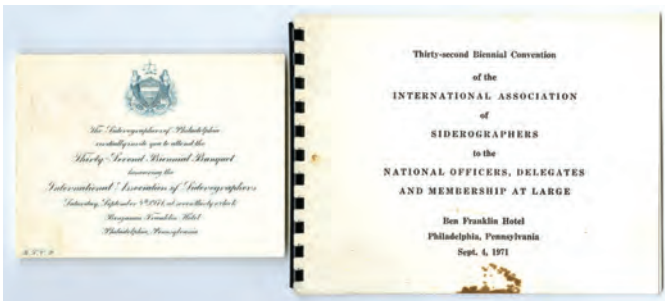 The Siderographers of Philadelphia
cordially invite you to attend the
Thirty-Second Biennial Banquet
honoring the
International Association of Siderographers
Saturday, September 4th 1971, at seven thirty o'clock
Benjamin Franklin Hotel
Philadelphia, Pennsylvania
R.S.V.P.
Thirty-second Biennial Convention
of the
INTERNATIONAL ASSOCIATION
of
SIDEROGRAPHERS
to the
NATIONAL OFFICERS, DELEGATES
AND MEMBERSHIP AT LARGE
Ben Franklin Hotel
Philadelphia, Pennsylvania
Sept. 4, 1971